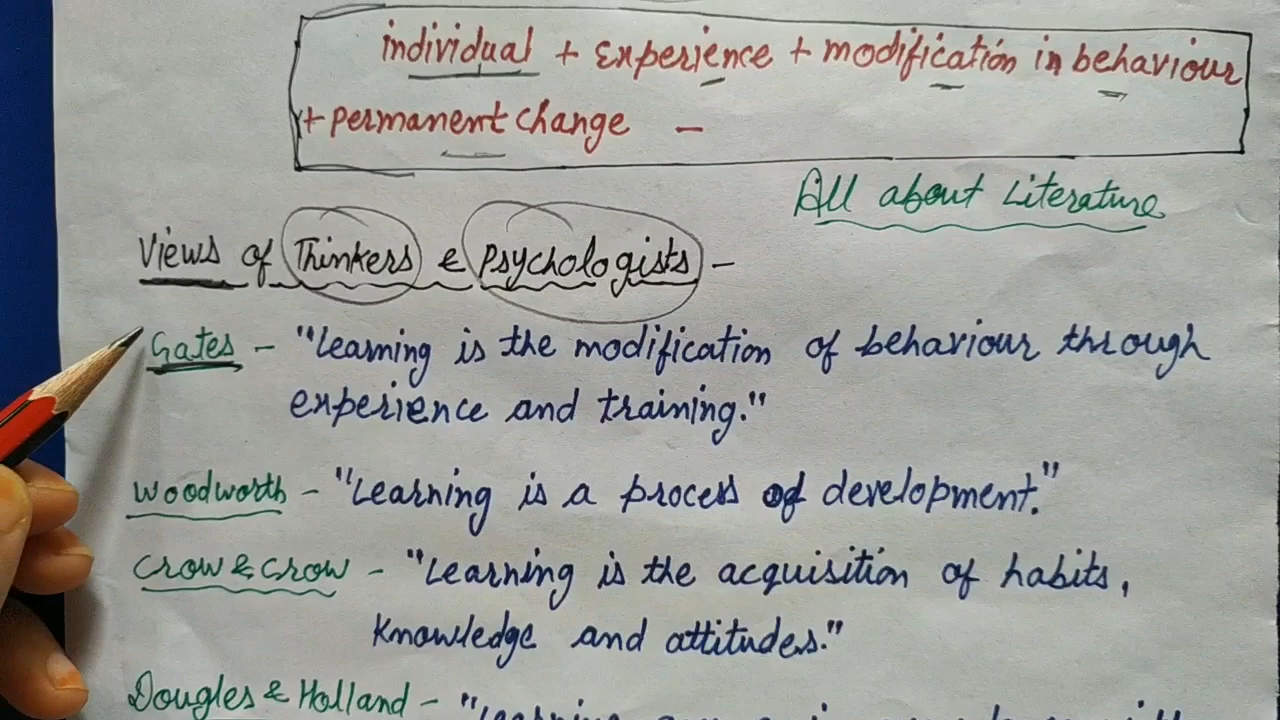 individual + Experience + modification in behaviour
+ permanent change –
All about Literature
Views of Thinkers & Psychologists –
Gates – "Learning is the modification of behaviour through
experience and training."
Woodworth – "Learning is a process of development."
Crow & Crow – "Learning is the acquisition of habits,
Knowledge and attitudes."
Dougles & Holland – "Learning